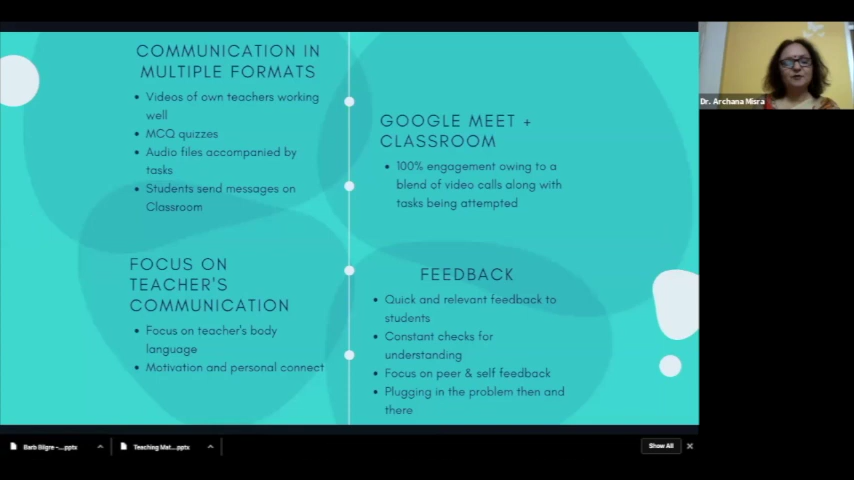 COMMUNICATION IN
MULTIPLE FORMATS
• Videos of own teachers working
well
• MCQ quizzes
• Audio files accompanied by
tasks
• Students send messages on
Classroom
GOOGLE MEET +
CLASSROOM
• 100% engagement owing to a
blend of video calls along with
tasks being attempted
FOCUS ON
TEACHER'S
COMMUNICATION
• Focus on teacher's body
language
• Motivation and personal connect
FEEDBACK
• Quick and relevant feedback to
students
• Constant checks for
understanding
• Focus on peer & self feedback
• Plugging in the problem then and
there
Dr. Archana Misra
Barb Bilgre -....pptx
Teaching Mat....pptx
Show All